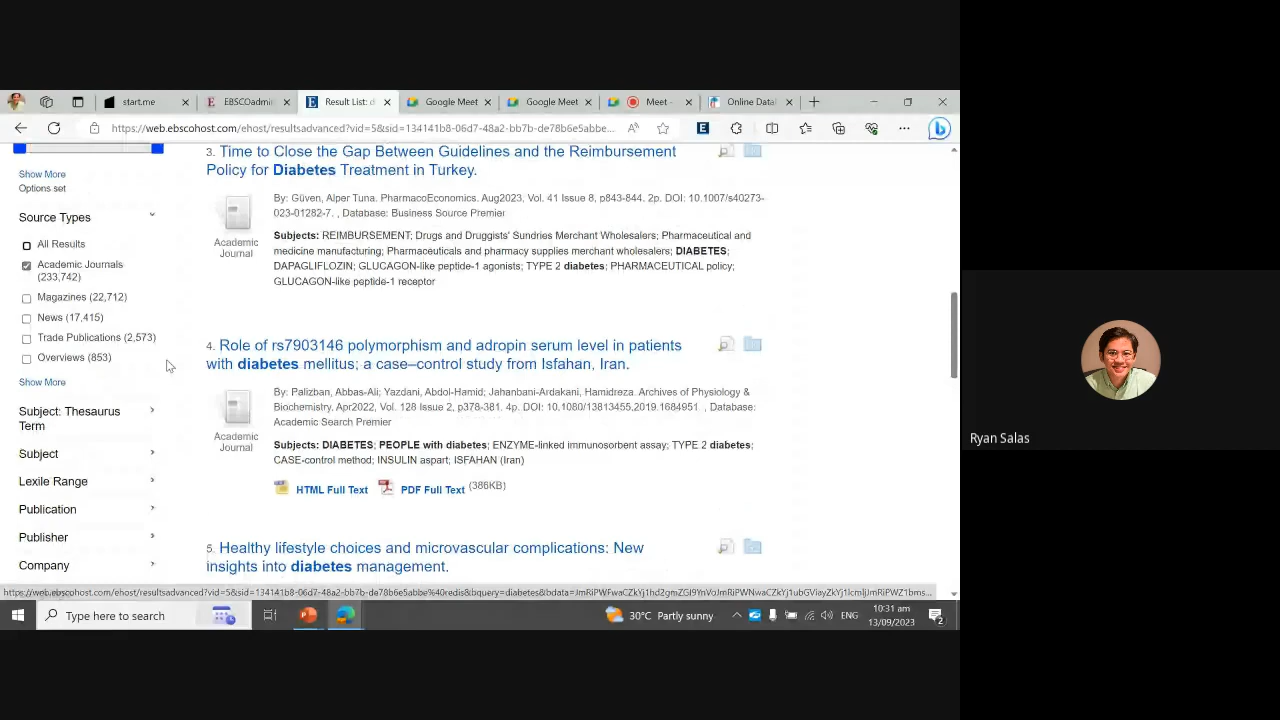 start.me
EBSCOadmin
Result List: d
Google Meet
Google Meet
Meet -
Online Datal
https://web.ebscohost.com/ehost/resultsadvanced?vid=5&sid=134141b8-06d7-48a2-bb7b-de78b6e5abbe...
Show More
Options set
Source Types
All Results
Academic Journals
(233,742)
Magazines (22,712)
News (17,415)
Trade Publications (2,573)
Overviews (853)
Show More
Subject: Thesaurus
Term
Subject
Lexile Range
Publication
Publisher
Company
3. Time to Close the Gap Between Guidelines and the Reimbursement
Policy for Diabetes Treatment in Turkey.
Academic
Journal
By: Güven, Alper Tuna. PharmacoEconomics. Aug2023, Vol. 41 Issue 8, p843-844. 2p. DOI: 10.1007/s40273-
023-01282-7. , Database: Business Source Premier
Subjects: REIMBURSEMENT; Drugs and Druggists' Sundries Merchant Wholesalers; Pharmaceutical and
medicine manufacturing; Pharmaceuticals and pharmacy supplies merchant wholesalers; DIABETES;
DAPAGLIFLOZIN; GLUCAGON-like peptide-1 agonists; TYPE 2 diabetes; PHARMACEUTICAL policy;
GLUCAGON-like peptide-1 receptor
4. Role of rs7903146 polymorphism and adropin serum level in patients
with diabetes mellitus; a case–control study from Isfahan, Iran.
Academic
Journal
By: Palizban, Abbas-Ali; Yazdani, Abdol-Hamid; Jahanbani-Ardakani, Hamidreza. Archives of Physiology &
Biochemistry. Apr2022, Vol. 128 Issue 2, p378-381. 4p. DOI: 10.1080/13813455.2019.1684951. , Database:
Academic Search Premier
Subjects: DIABETES; PEOPLE with diabetes; ENZYME-linked immunosorbent assay; TYPE 2 diabetes;
CASE-control method; INSULIN aspart; ISFAHAN (Iran)
HTML Full Text PDF Full Text (386KB)
5. Healthy lifestyle choices and microvascular complications: New
insights into diabetes management.
Type here to search
30°C Partly sunny
ENG
10:31 am
13/09/2023
2
Ryan Salas